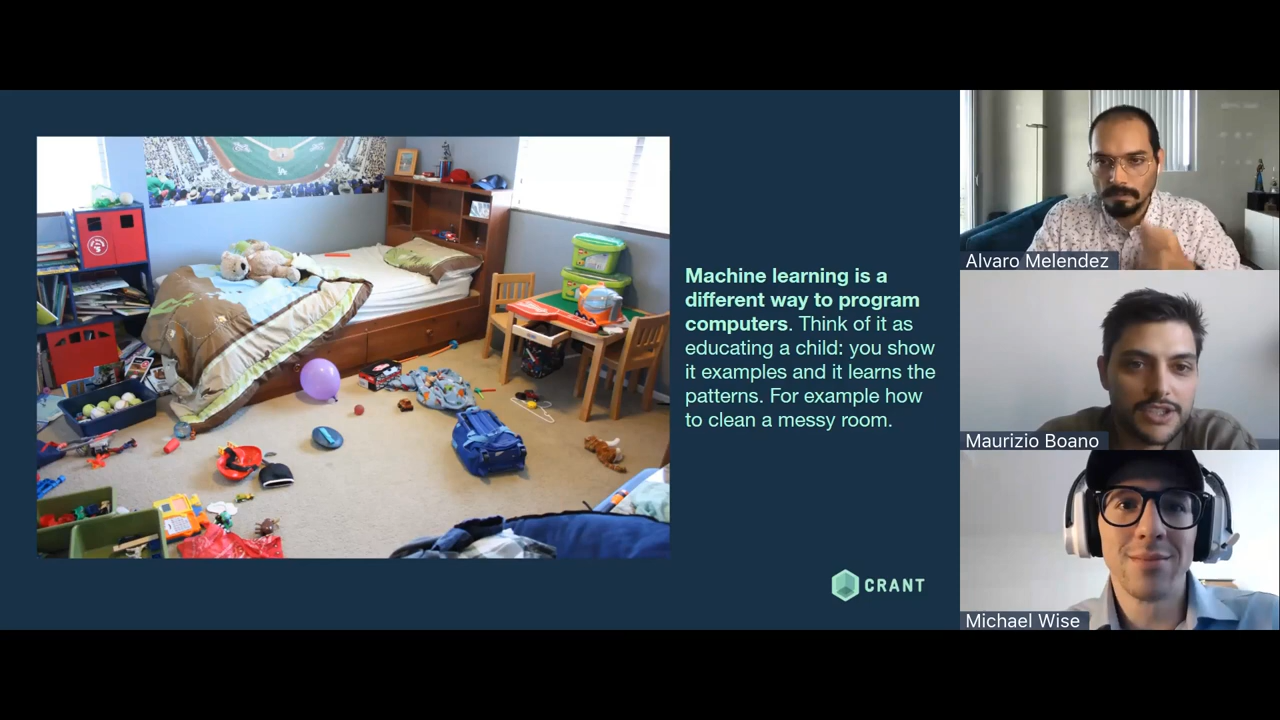 Machine learning is a
different way to program
computers. Think of it as
educating a child: you show
it examples and it learns the
patterns. For example how
to clean a messy room.
CRANT
Alvaro Melendez
Maurizio Boano
Michael Wise